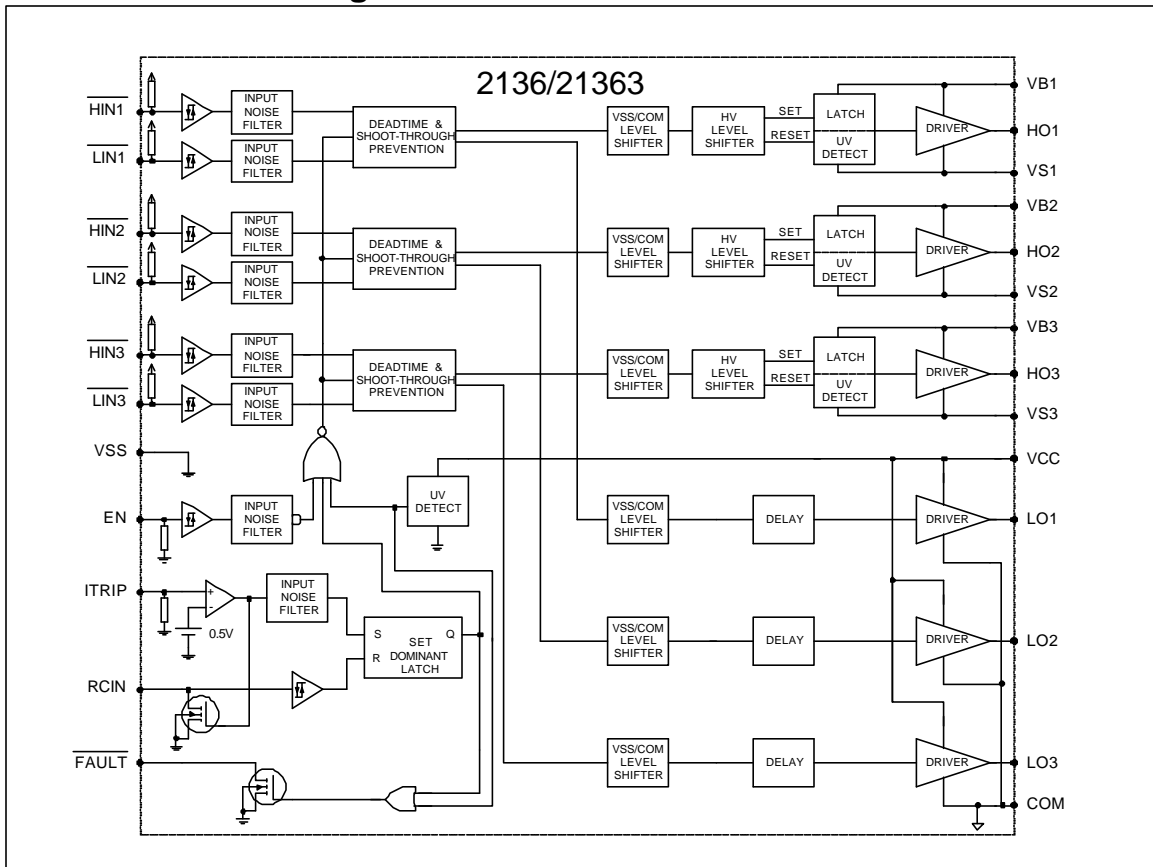 g
2136/21363
HIN1
LIN1
INPUT
NOISE
FILTER
INPUT
NOISE
FILTER
DEADTIME &
SHOOT-THROUGH
PREVENTION
VSS/COM
LEVEL
SHIFTER
HV
LEVEL
SHIFTER
SET
RESET
LATCH
UV
DETECT
DRIVER
VB1
HO1
VS1
HIN2
LIN2
INPUT
NOISE
FILTER
INPUT
NOISE
FILTER
DEADTIME &
SHOOT-THROUGH
PREVENTION
VSS/COM
LEVEL
SHIFTER
HV
LEVEL
SHIFTER
SET
RESET
LATCH
UV
DETECT
DRIVER
VB2
HO2
VS2
HIN3
LIN3
INPUT
NOISE
FILTER
INPUT
NOISE
FILTER
DEADTIME &
SHOOT-THROUGH
PREVENTION
VSS/COM
LEVEL
SHIFTER
HV
LEVEL
SHIFTER
SET
RESET
LATCH
UV
DETECT
DRIVER
VB3
HO3
VS3
VSS
VCC
EN
INPUT
NOISE
FILTER
UV
DETECT
VSS/COM
LEVEL
SHIFTER
DELAY
DRIVER
LO1
ITRIP
+
-
0.5V
INPUT
NOISE
FILTER
S
R
Q
SET
DOMINANT
LATCH
VSS/COM
LEVEL
SHIFTER
DELAY
DRIVER
LO2
RCIN
FAULT
VSS/COM
LEVEL
SHIFTER
DELAY
DRIVER
LO3
COM